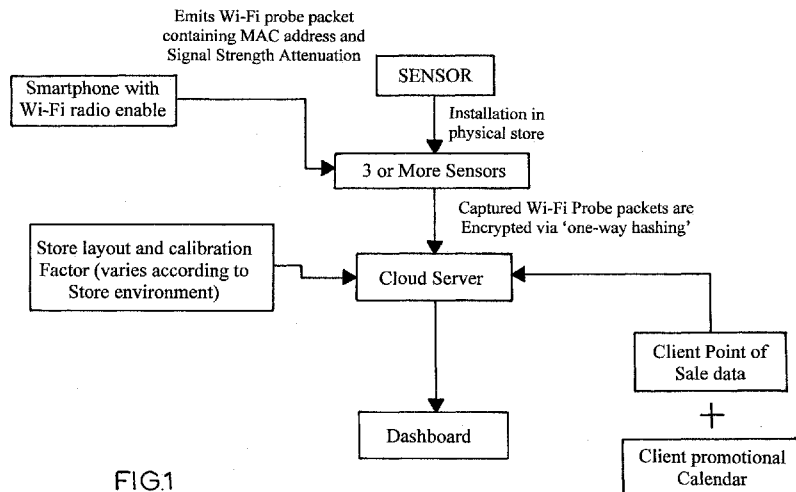 Emits Wi-Fi probe packet
containing MAC address and
Signal Strength Attenuation
SENSOR
Smartphone with
Wi-Fi radio enable
Installation in
physical store
3 or More Sensors
Captured Wi-Fi Probe packets are
Encrypted via ‘one-way hashing’
Store layout and calibration
Factor (varies according to
Store environment)
Cloud Server
Client Point of
Sale data
+
Dashboard
Client promotional
Calendar
FIG.1